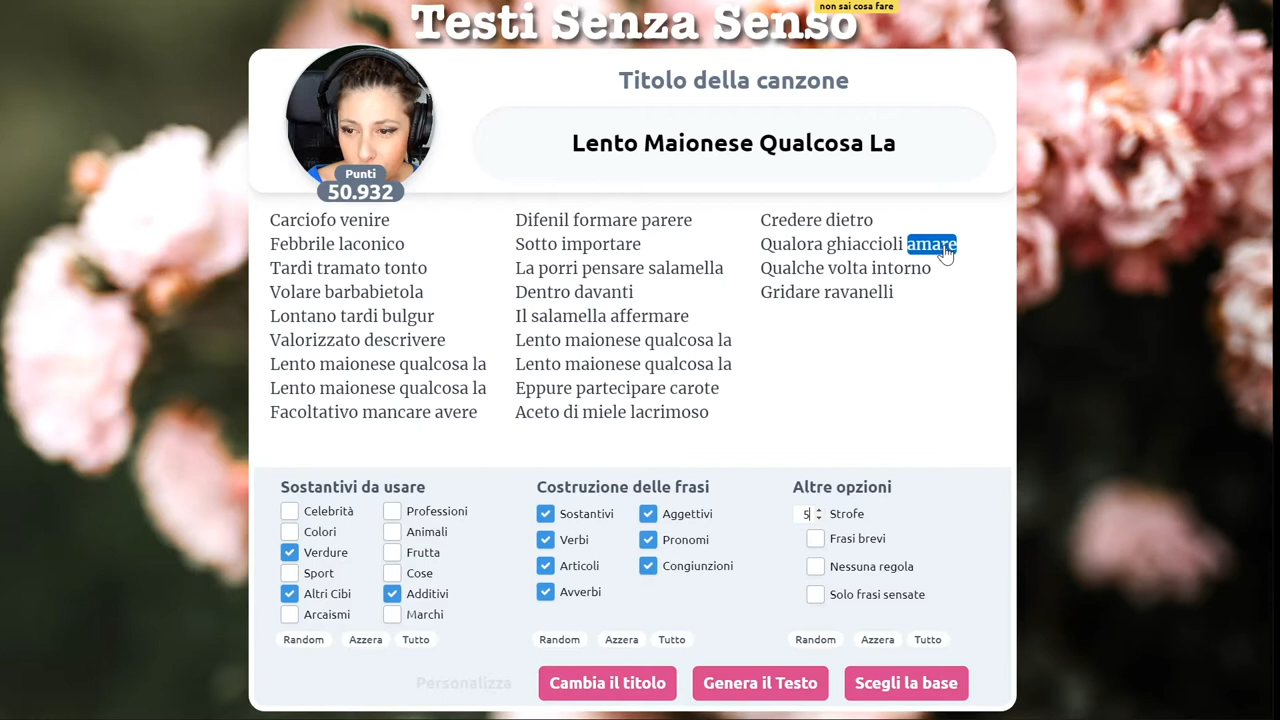 non sai cosa fare
Testi Senza Senso
Titolo della canzone
Lento Maionese Qualcosa La
Punti
50.932
Carciofo venire
Febbrile laconico
Tardi tramato tonto
Volare barbabietola
Lontano tardi bulgur
Valorizzato descrivere
Lento maionese qualcosa la
Lento maionese qualcosa la
Facoltativo mancare avere
Difenil formare parere
Sotto importare
La porri pensare salamella
Dentro davanti
Il salamella affermare
Lento maionese qualcosa la
Lento maionese qualcosa la
Eppure partecipare carote
Aceto di miele lacrimoso
Credere dietro
Qualora ghiaccioli amare
Qualche volta intorno
Gridare ravanelli
Sostantivi da usare
Celebrità Professioni
Colori Animali
Verdure Frutta
Sport Cose
Altri Cibi Additivi
Arcaismi Marchi
Random Azzera Tutto
Costruzione delle frasi
Sostantivi Aggettivi
Verbi Pronomi
Articoli Congiunzioni
Avverbi
Random Azzera Tutto
Altre opzioni
5 Strofe
Frasi brevi
Nessuna regola
Solo frasi sensate
Random Azzera Tutto
Personalizza Cambia il titolo Genera il Testo Scegli la base